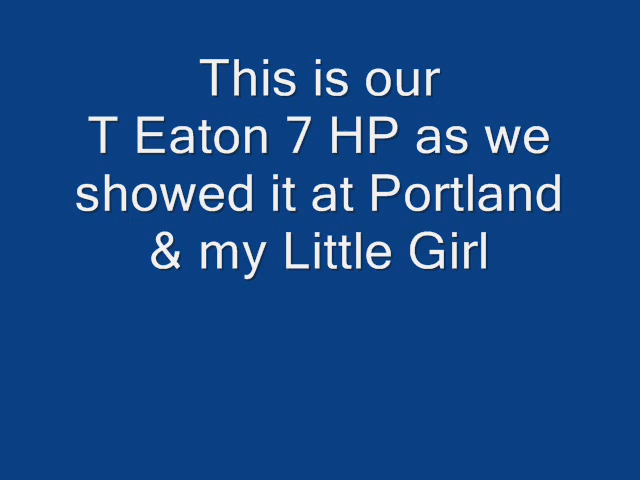 This is our
T Eaton 7 HP as we
showed it at Portland
& my Little Girl